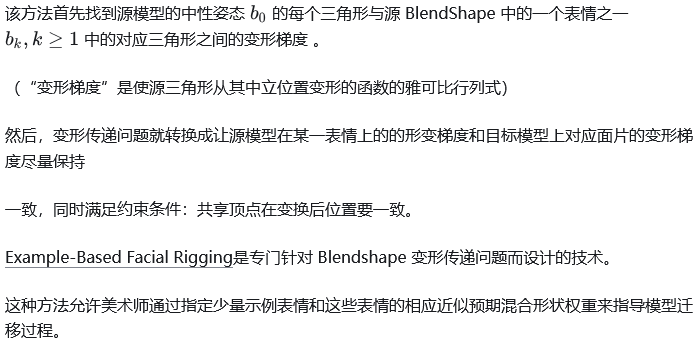 该方法首先找到源模型的中性姿态 b₀ 的每个三角形与源 BlendShape 中的一个表情之一
bₖ, k ≥ 1 中的对应三角形之间的变形梯度 。
（“变形梯度”是使源三角形从其中立位置变形的函数的雅可比行列式）
然后，变形传递问题就转换成让源模型在某一表情上的的形变梯度和目标模型上对应面片的变形梯
度尽量保持
一致，同时满足约束条件：共享顶点在变换后位置要一致。
Example-Based Facial Rigging是专门针对 Blendshape 变形传递问题而设计的技术。
这种方法允许美术师通过指定少量示例表情和这些表情的相应近似预期混合形状权重来指导模型迁
移过程。